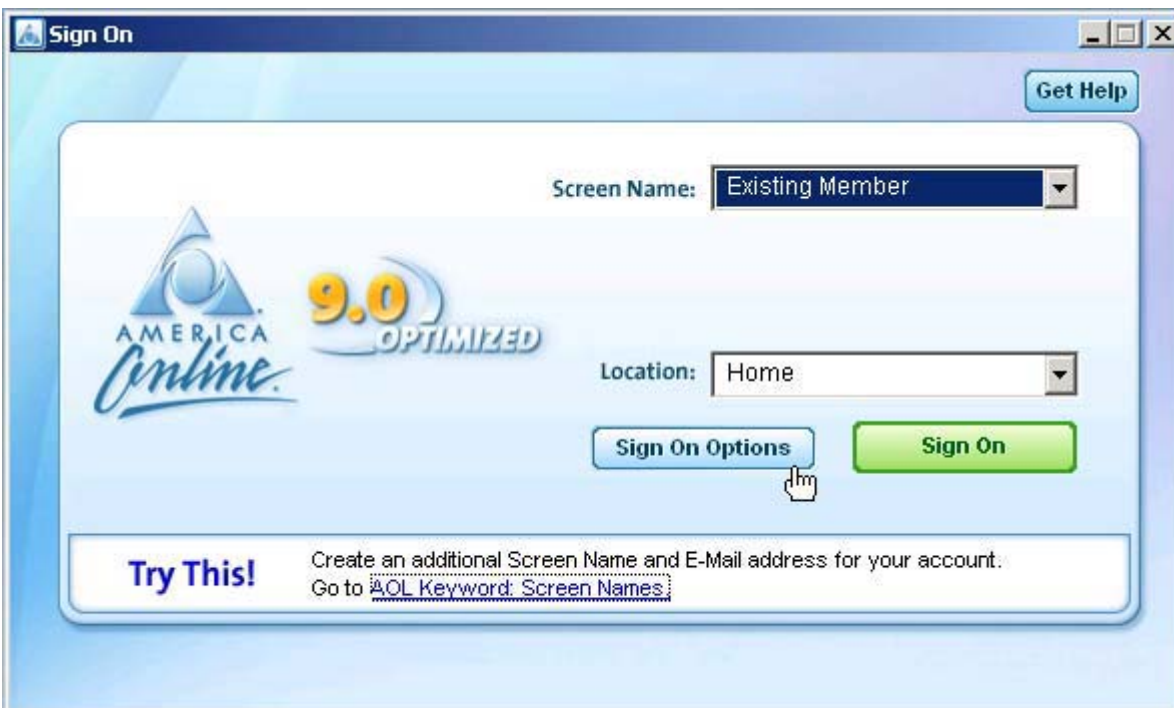 Sign On
Get Help
Screen Name: Existing Member
AMERICA
Online.
9.0
OPTIMIZED
Location: Home
Sign On Options
Sign On
Try This!
Create an additional Screen Name and E-Mail address for your account.
Go to AOL Keyword: Screen Names.